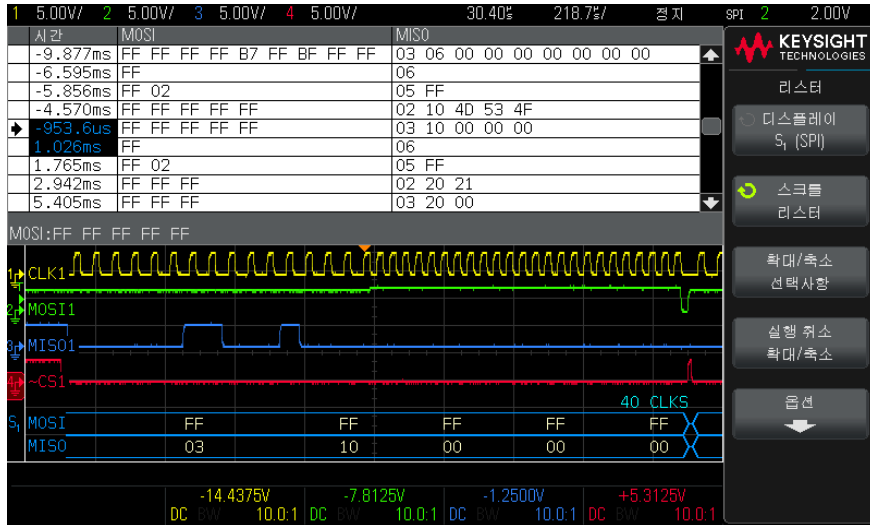 1 5.00V/ 2 5.00V/ 3 5.00V/ 4 5.00V/ 30.40s 218.7s/ 정지 SPI 2 2.00V
시간 MOSI MISO
-9.877ms FF FF FF FF B7 FF BF FF FF 03 06 00 00 00 00 00 00 00
-6.595ms FF 06
-5.856ms FF 02 05 FF
-4.570ms FF FF FF FF FF 02 10 4D 53 4F
-953.6us FF FF FF FF FF 03 10 00 00 00
1.026ms FF 06
1.765ms FF 02 05 FF
2.942ms FF FF FF 02 20 21
5.405ms FF FF FF 03 20 00
MOSI:FF FF FF FF FF
1 CLK1
2 MOSI1
3 MISO1
4 ~CS1
40 CLKS
S₁ MOSI FF FF FF FF FF
MISO 03 10 00 00 00
-14.4375V -7.8125V -1.2500V +5.3125V
DC BW 10.0:1 DC BW 10.0:1 DC BW 10.0:1 DC BW 10.0:1
KEYSIGHT
TECHNOLOGIES
리스터
디스플레이
S₁ (SPI)
스크롤
리스터
확대/축소
선택사항
실행 취소
확대/축소
옵션